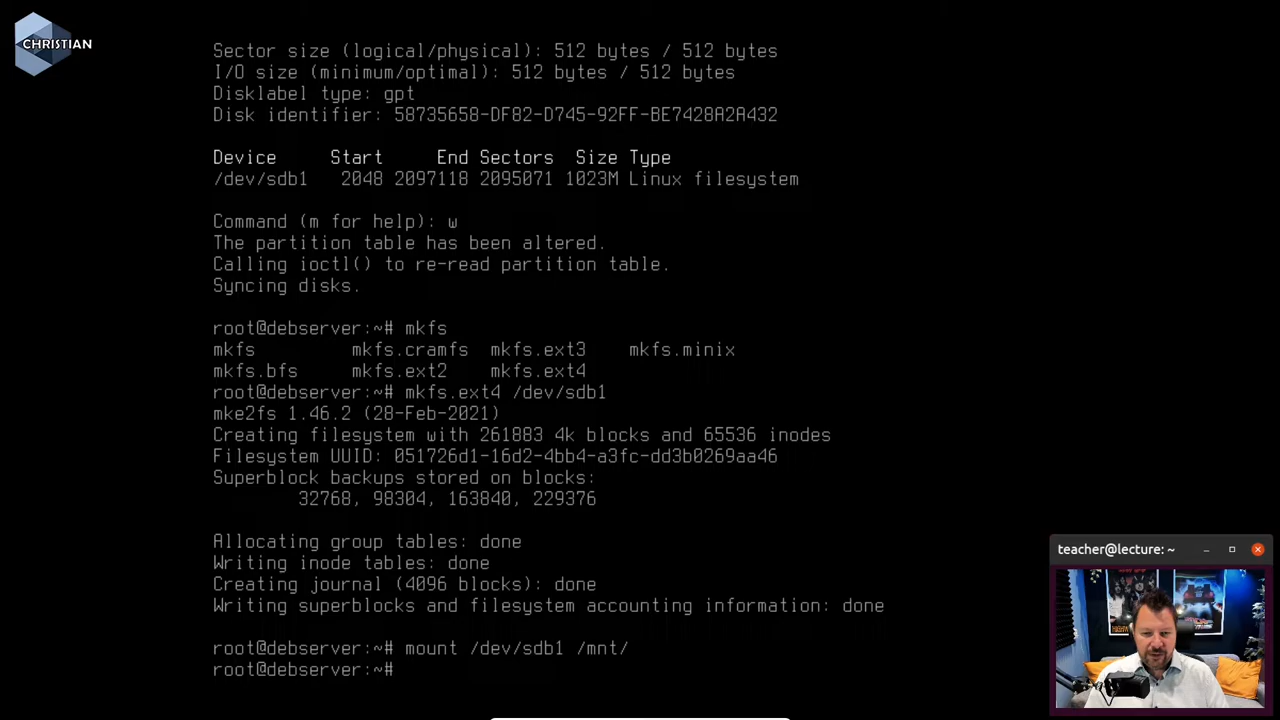 CHRISTIAN
Sector size (logical/physical): 512 bytes / 512 bytes
I/O size (minimum/optimal): 512 bytes / 512 bytes
Disklabel type: gpt
Disk identifier: 58735658-DF82-D745-92FF-BE7428A2A432
Device     Start     End Sectors  Size Type
/dev/sdb1   2048 2097118 2095071 1023M Linux filesystem
Command (m for help): w
The partition table has been altered.
Calling ioctl() to re-read partition table.
Syncing disks.
root@debserver:~# mkfs
mkfs         mkfs.cramfs  mkfs.ext3    mkfs.minix
mkfs.bfs     mkfs.ext2    mkfs.ext4
root@debserver:~# mkfs.ext4 /dev/sdb1
mke2fs 1.46.2 (28-Feb-2021)
Creating filesystem with 261883 4k blocks and 65536 inodes
Filesystem UUID: 051726d1-16d2-4bb4-a3fc-dd3b0269aa46
Superblock backups stored on blocks:
        32768, 98304, 163840, 229376
Allocating group tables: done
Writing inode tables: done
Creating journal (4096 blocks): done
Writing superblocks and filesystem accounting information: done
root@debserver:~# mount /dev/sdb1 /mnt/
root@debserver:~#
teacher@lecture: ~